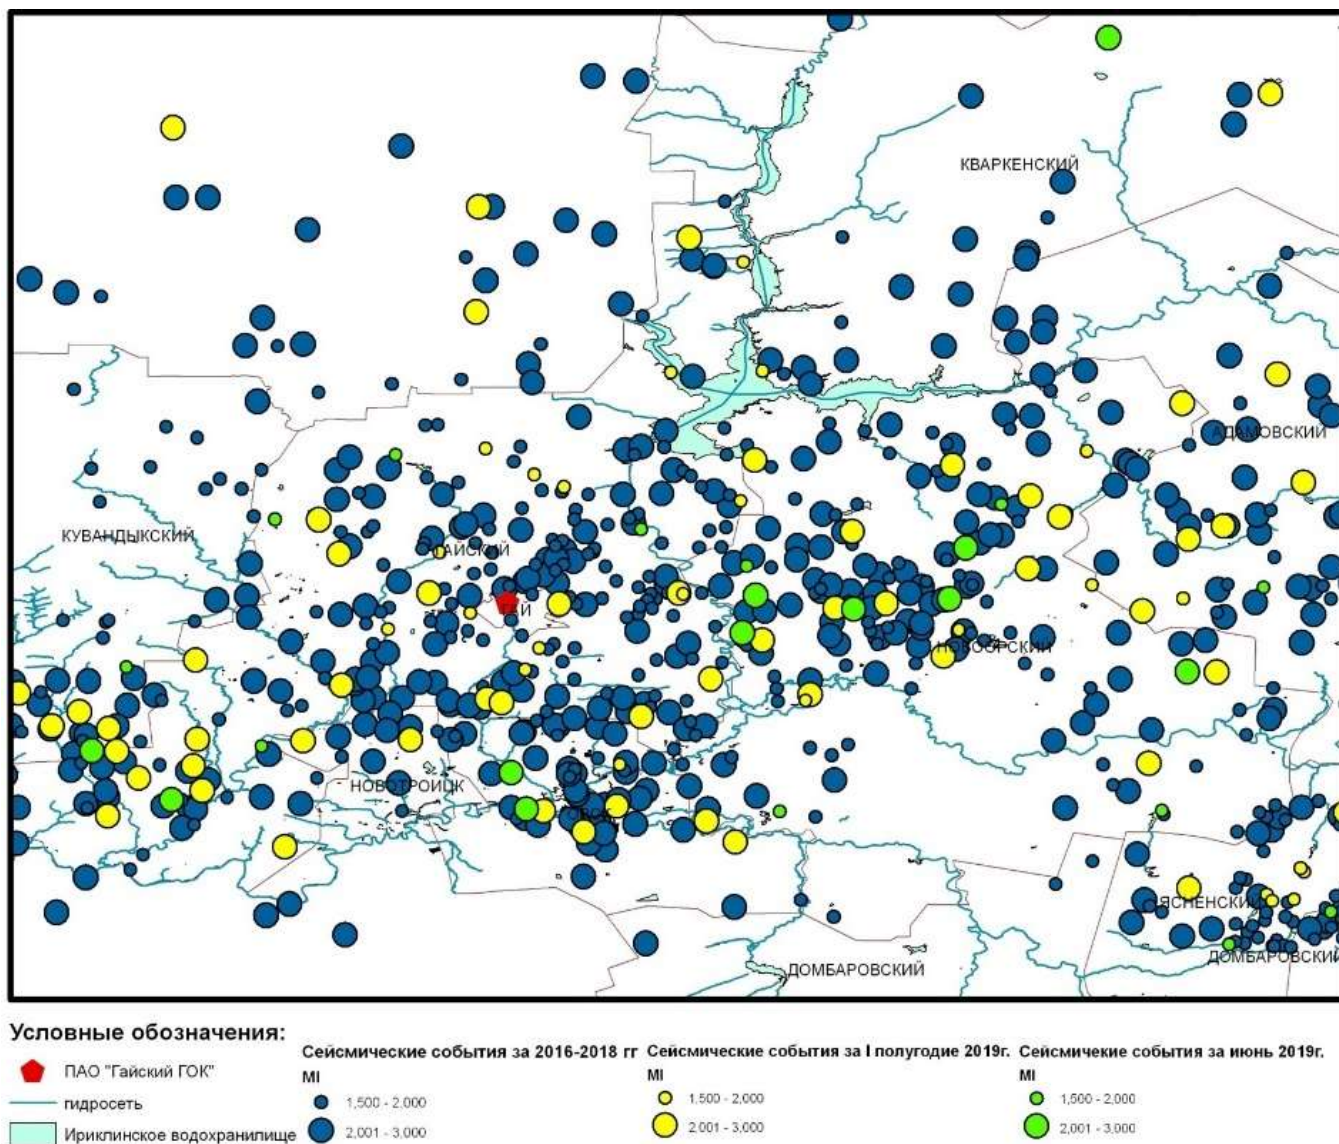 КВАРКЕНСКИЙ
АДАМОВСКИЙ
КУВАНДЫКСКИЙ
ГАЙСКИЙ
ГАЙ
НОВООРСКИЙ
НОВОТРОИЦК
ЯСНЕНСКИЙ
ДОМБАРОВСКИЙ
ДОМБАРОВСКИЙ
Условные обозначения:
ПАО "Гайский ГОК"
гидросеть
Ириклинское водохранилище
Сейсмические события за 2016-2018 гг
Ml
1,500 - 2,000
2,001 - 3,000
Сейсмические события за I полугодие 2019г.
Ml
1,500 - 2,000
2,001 - 3,000
Сейсмичекие события за июнь 2019г.
Ml
1,500 - 2,000
2,001 - 3,000